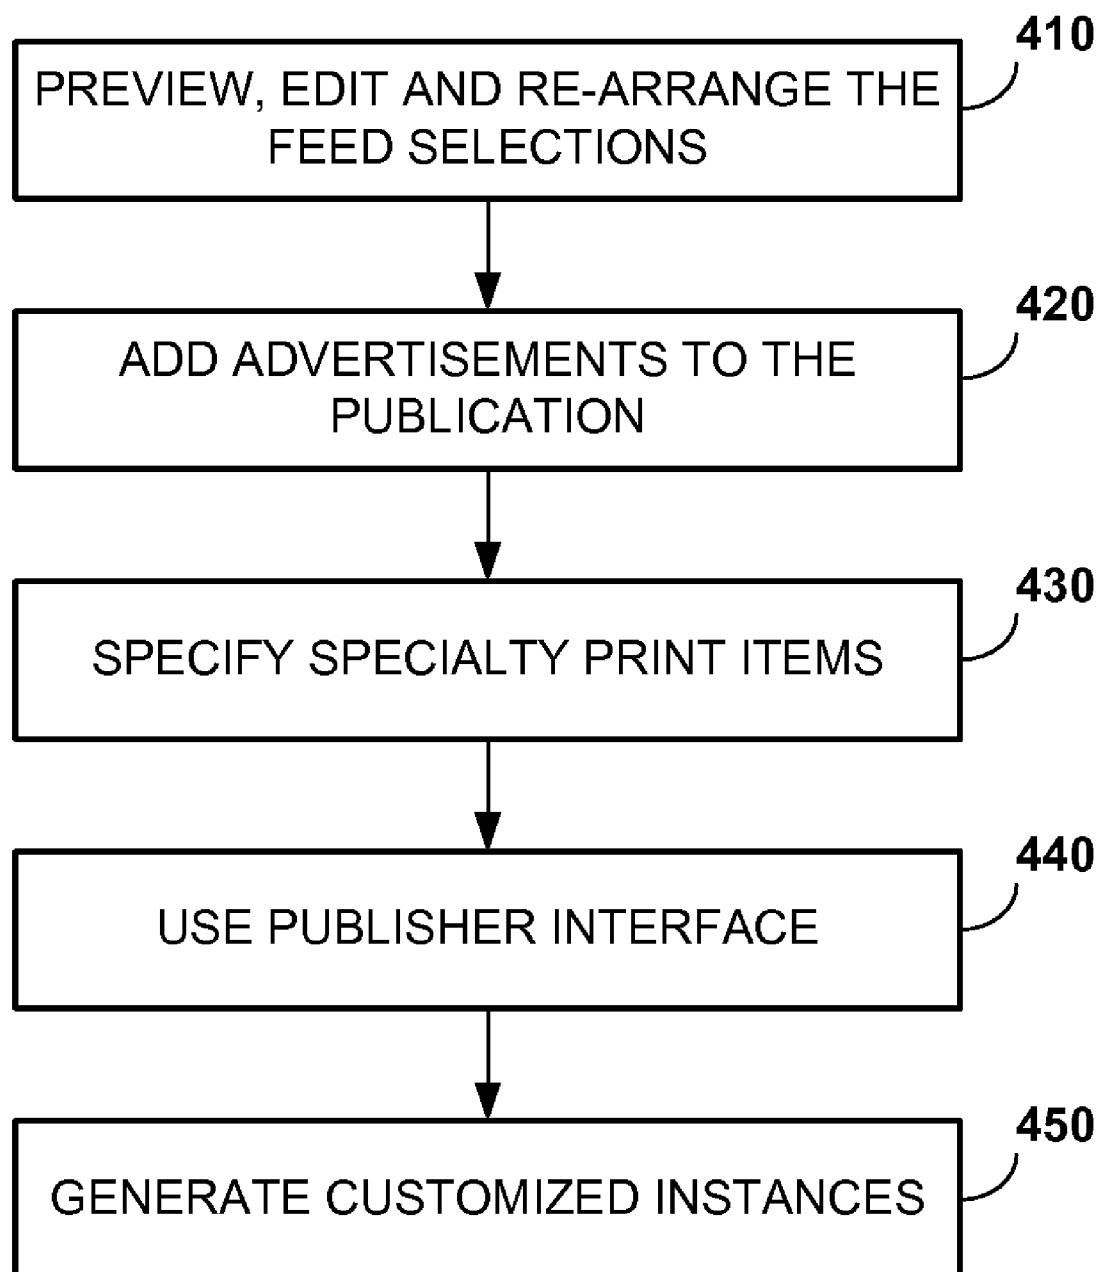 410
PREVIEW, EDIT AND RE-ARRANGE THE
FEED SELECTIONS
420
ADD ADVERTISEMENTS TO THE
PUBLICATION
430
SPECIFY SPECIALTY PRINT ITEMS
440
USE PUBLISHER INTERFACE
450
GENERATE CUSTOMIZED INSTANCES